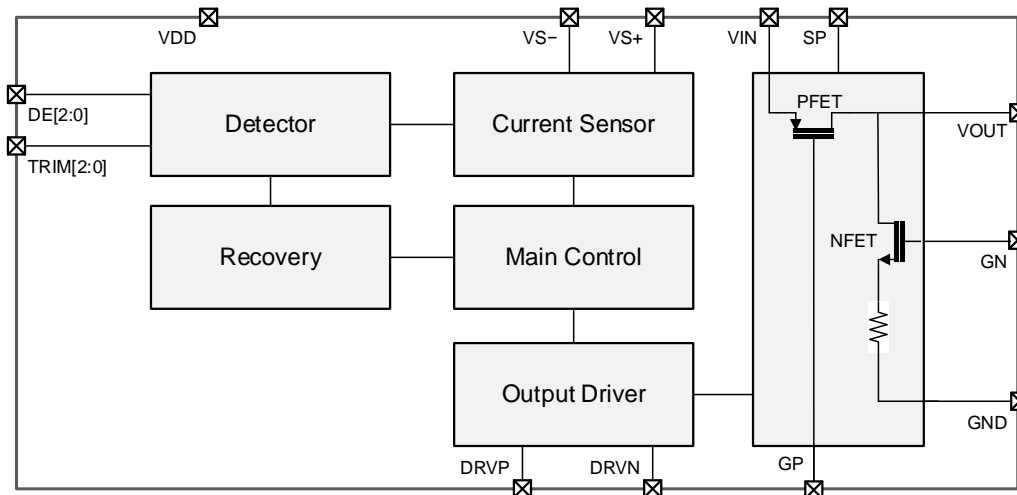 VDD
VS−
VS+
VIN
SP
DE[2:0]
TRIM[2:0]
Detector
Current Sensor
PFET
VOUT
Recovery
Main Control
NFET
GN
Output Driver
GND
DRVP
DRVN
GP